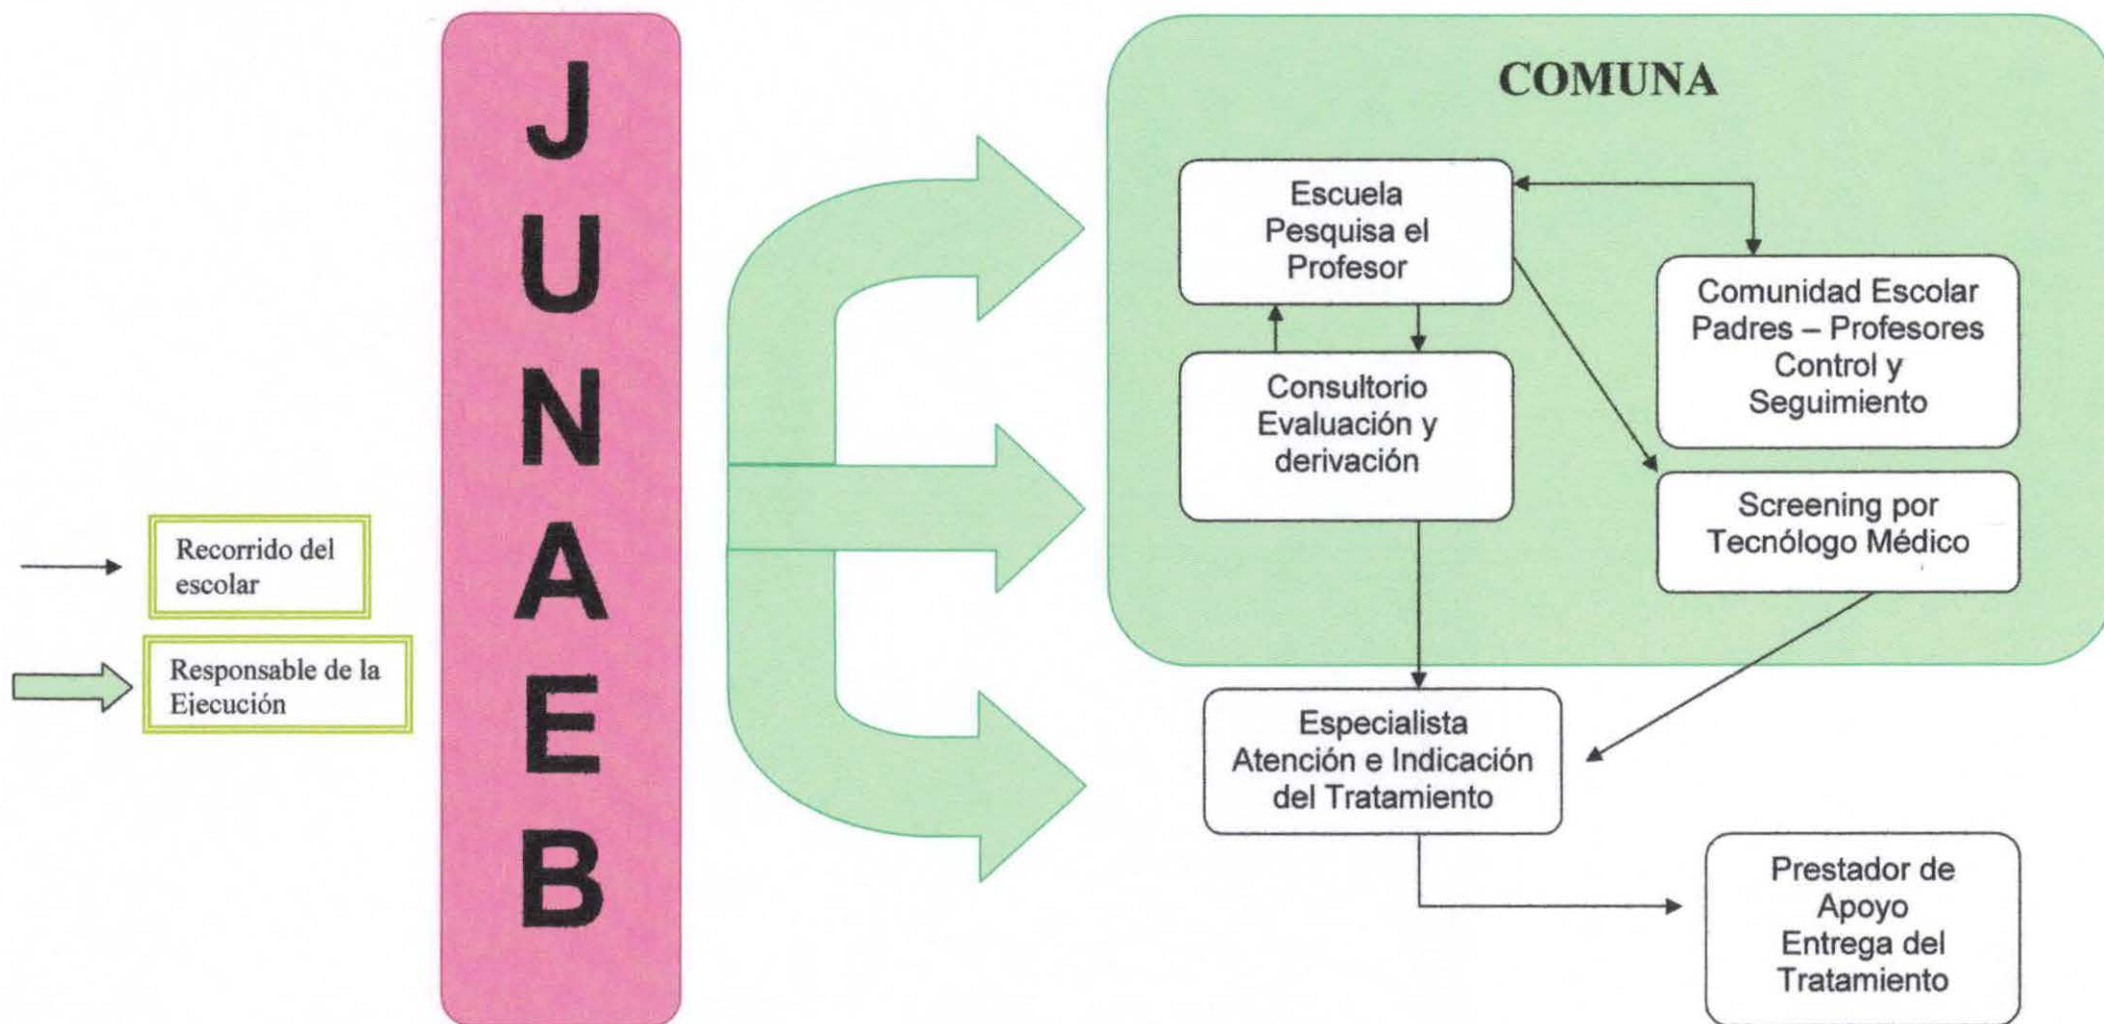 JUNAEB
COMUNA
Escuela
Pesquisa el
Profesor
Comunidad Escolar
Padres – Profesores
Control y
Seguimiento
Consultorio
Evaluación y
derivación
Screening por
Tecnólogo Médico
Recorrido del
escolar
Responsable de la
Ejecución
Especialista
Atención e Indicación
del Tratamiento
Prestador de
Apoyo
Entrega del
Tratamiento